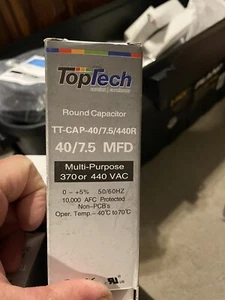 TopTech
Round Capacitor
TT-CAP-40/7.5/440R
40/7.5 MFD
Multi-Purpose
370 or 440 VAC
0 - +5% 50/60HZ
10,000 AFC Protected
Non-PCB's
Oper. Temp.- 40°C to 70°C